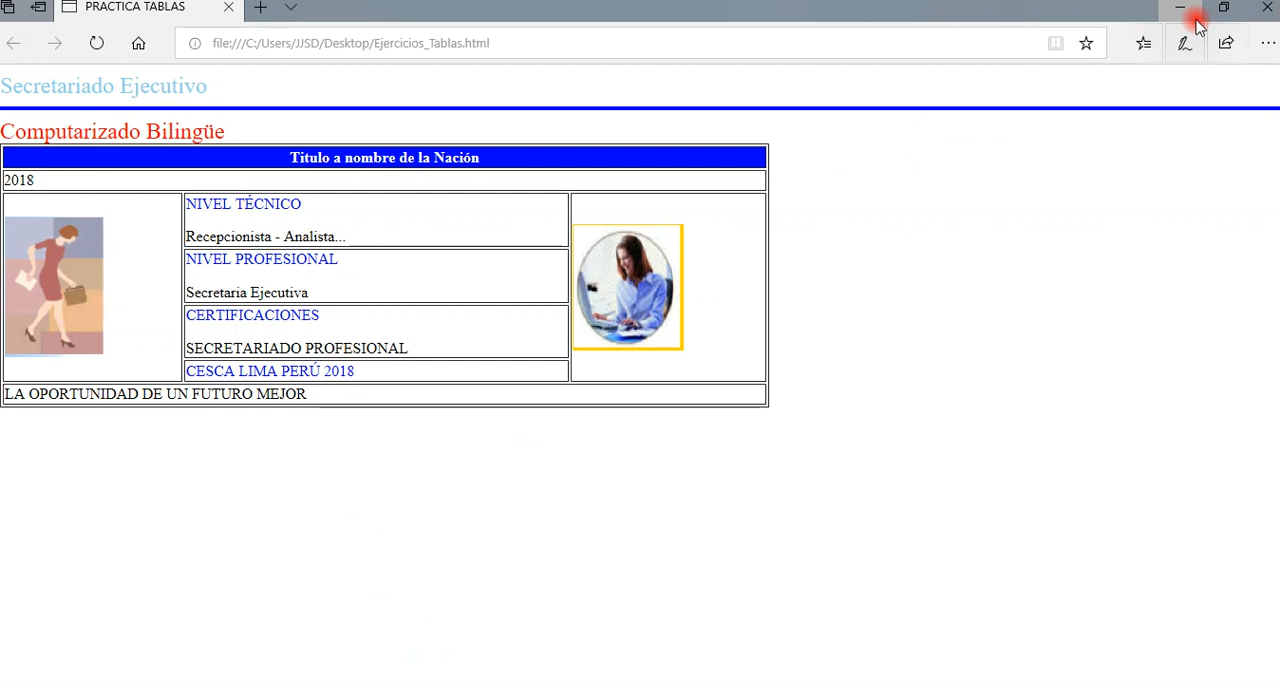 PRACTICA TABLAS
file:///C:/Users/JJSD/Desktop/Ejercicios_Tablas.html
Secretariado Ejecutivo
Computarizado Bilingüe
Titulo a nombre de la Nación
2018
NIVEL TÉCNICO
Recepcionista - Analista...
NIVEL PROFESIONAL
Secretaria Ejecutiva
CERTIFICACIONES
SECRETARIADO PROFESIONAL
CESCA LIMA PERÚ 2018
LA OPORTUNIDAD DE UN FUTURO MEJOR